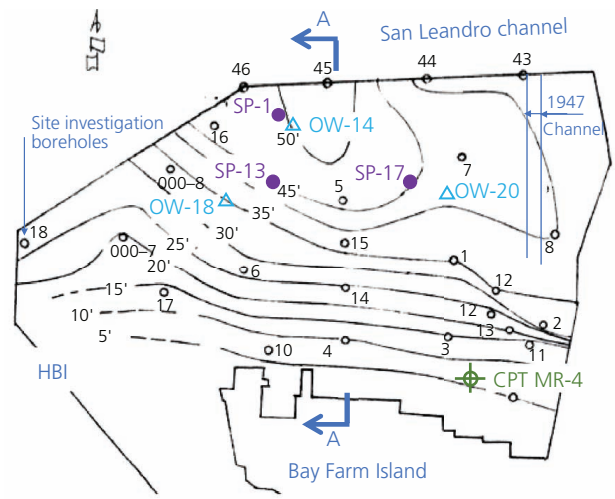 A
San Leandro channel
46
45
44
43
SP-1
1947
Site investigation
boreholes
16
50'
OW-14
Channel
000–8
SP-13
SP-17
7
45'
5
OW-18
OW-20
35'
18
30'
8
000–7
25'
15
1
20'
6
12
15'
17
14
10'
12
13
2
5'
10
4
3
11
HBI
CPT MR-4
A
Bay Farm Island